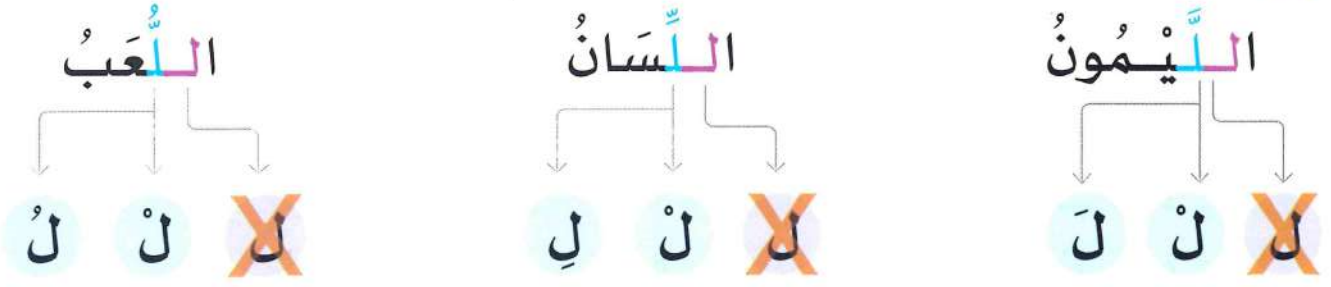 اللَّيْمُونُ اللِّسَانُ اللُّعَبُ
ل لْ لَ ل لْ لِ ل لْ لُ